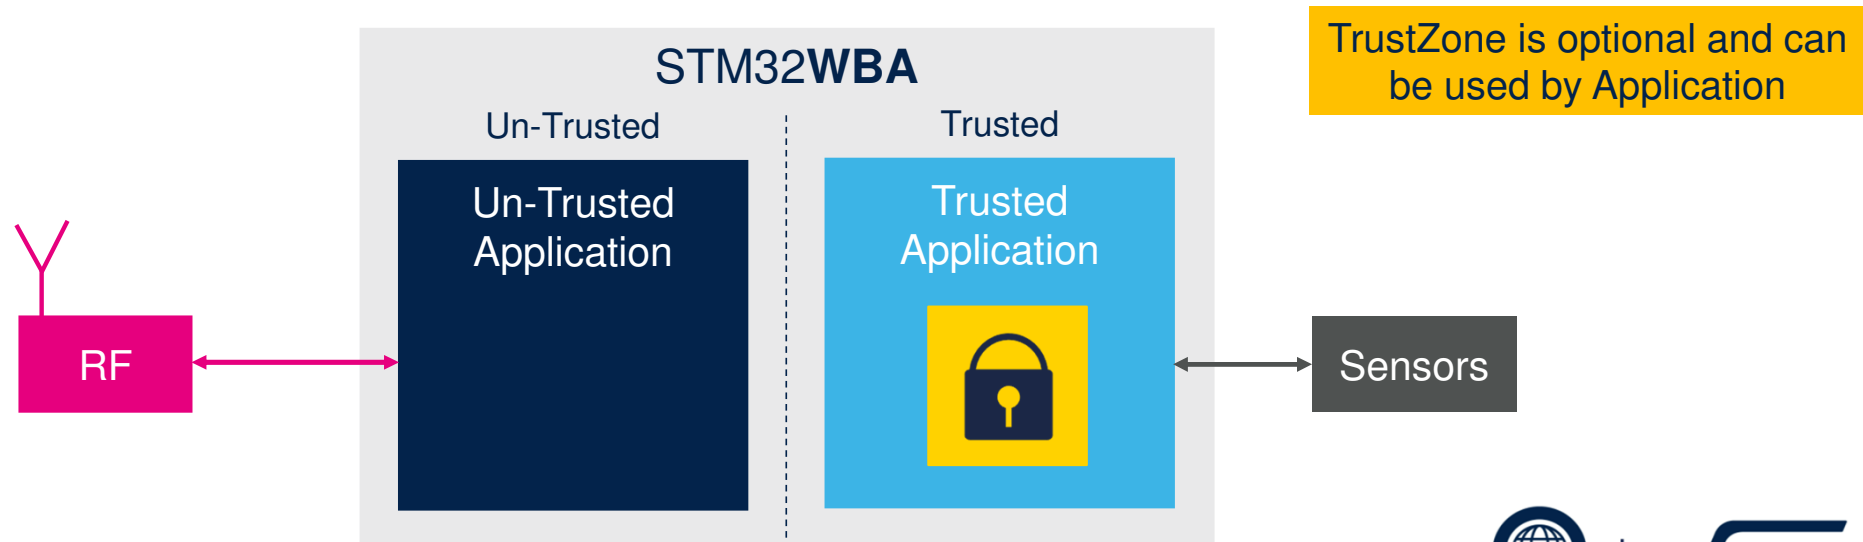 STM32WBA
TrustZone is optional and can
be used by Application
Un-Trusted
Trusted
Un-Trusted
Application
Trusted
Application
RF
Sensors